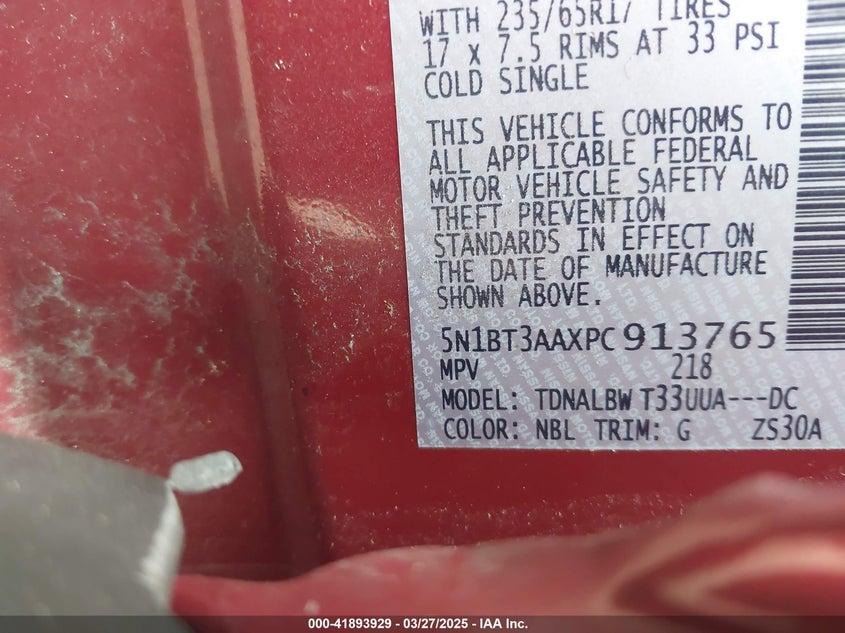 WITH 235/65R17 TIRES
17 x 7.5 RIMS AT 33 PSI
COLD SINGLE
THIS VEHICLE CONFORMS TO
ALL APPLICABLE FEDERAL
MOTOR VEHICLE SAFETY AND
THEFT PREVENTION
STANDARDS IN EFFECT ON
THE DATE OF MANUFACTURE
SHOWN ABOVE.
5N1BT3AAXPC913765
MPV 218
MODEL: TDNALBW T33UUA---DC
COLOR: NBL TRIM: G ZS30A
000-41893929 - 03/27/2025 - IAA Inc.